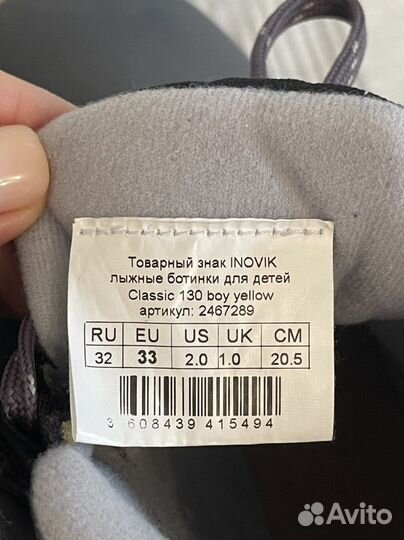 Товарный знак INOVIK
лыжные ботинки для детей
Classic 130 boy yellow
артикул: 2467289
RU EU US UK CM
32 33 2.0 1.0 20.5
3 608439 415494
Avito